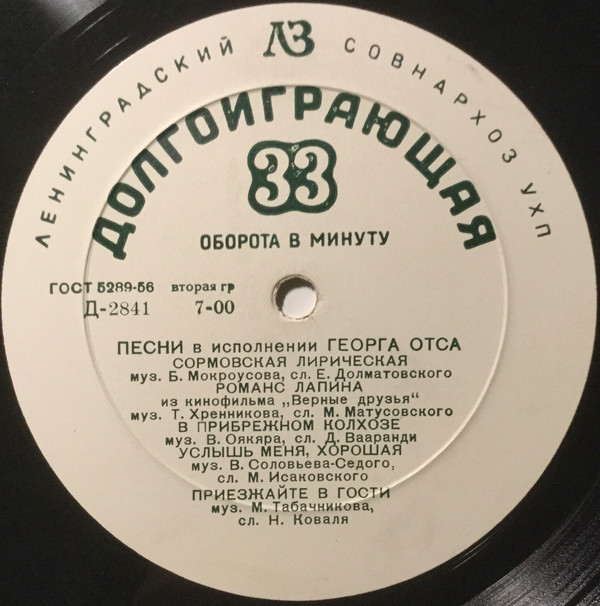 ЛЕНИНГРАДСКИЙ ЛЗ СОВНАРХОЗ УХП
ДОЛГОИГРАЮЩАЯ
33
ОБОРОТА В МИНУТУ
ГОСТ 5289-56 вторая гр
Д-2841 7-00
ПЕСНИ в исполнении ГЕОРГА ОТСА
СОРМОВСКАЯ ЛИРИЧЕСКАЯ
муз. Б. Мокроусова, сл. Е. Долматовского
РОМАНС ЛАПИНА
из кинофильма „Верные друзья“
муз. Т. Хренникова, сл. М. Матусовского
В ПРИБРЕЖНОМ КОЛХОЗЕ
муз. В. Оякяра, сл. Д. Вааранди
УСЛЫШЬ МЕНЯ, ХОРОШАЯ
муз. В. Соловьева-Седого,
сл. М. Исаковского
ПРИЕЗЖАЙТЕ В ГОСТИ
муз. М. Табачникова,
сл. Н. Коваля